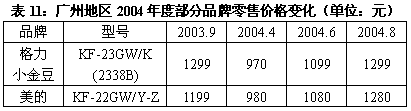 表 11：广州地区 2004 年度部分品牌零售价格变化（单位：元）
品牌 型号 2003.9 2004.4 2004.6 2004.8
格力 小金豆 KF-23GW/K (2338B) 1299 970 1099 1299
美的 KF-22GW/Y-Z 1199 980 1080 1280